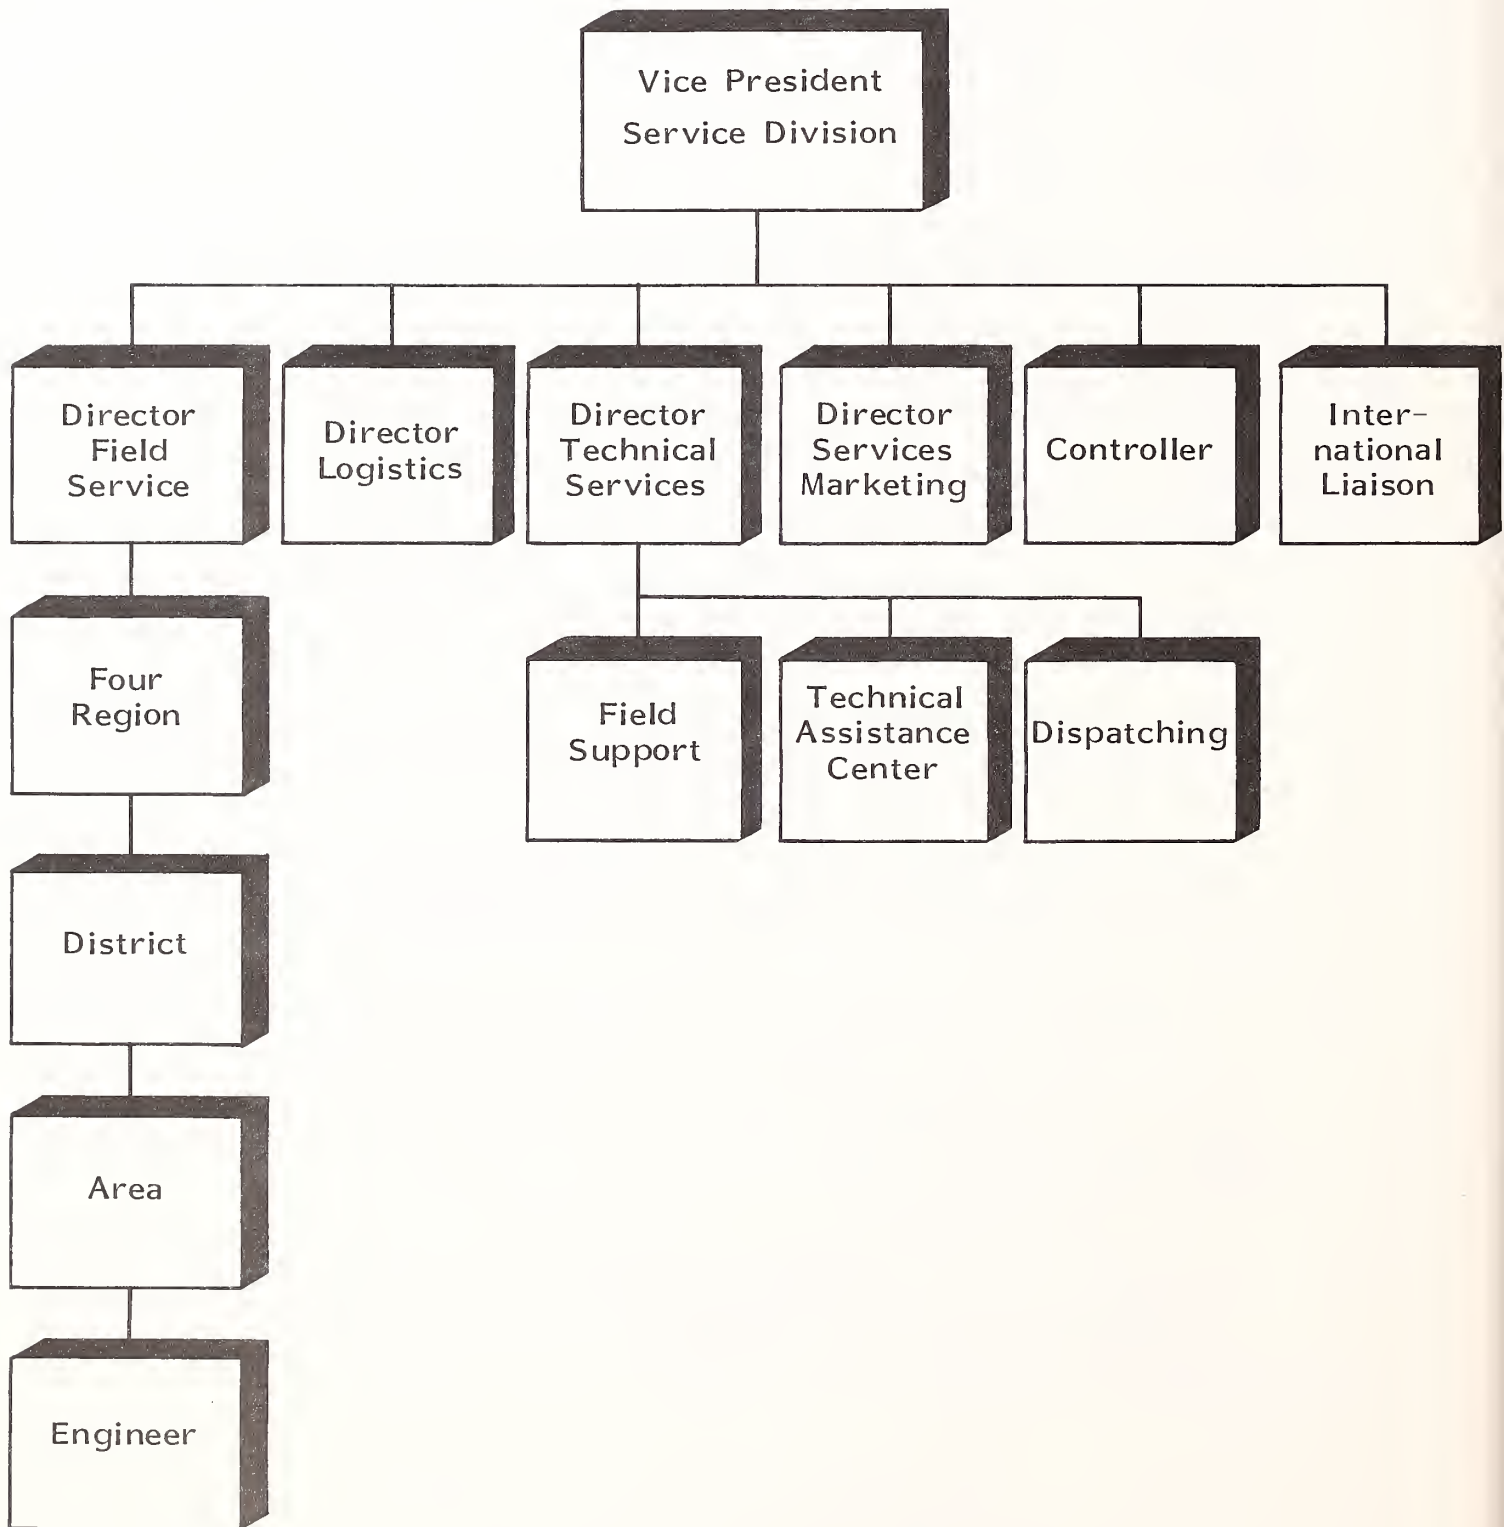 Vice President
Service Division
Director
Field
Service
Director
Logistics
Director
Technical
Services
Director
Services
Marketing
Controller
Inter-
national
Liaison
Four
Region
Field
Support
Technical
Assistance
Center
Dispatching
District
Area
Engineer